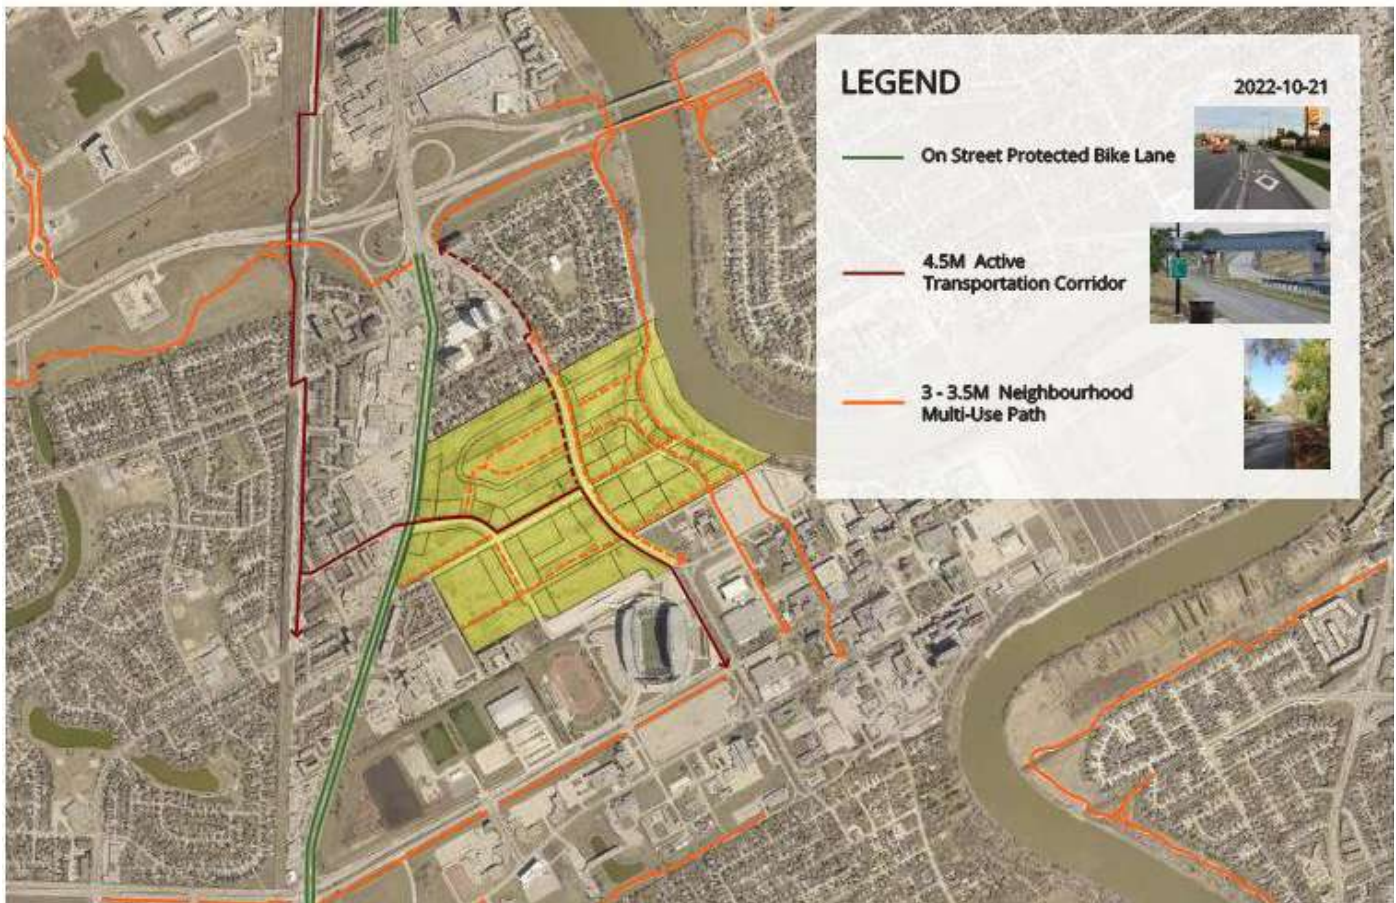 LEGEND
2022-10-21
On Street Protected Bike Lane
4.5M Active
Transportation Corridor
3 - 3.5M Neighbourhood
Multi-Use Path